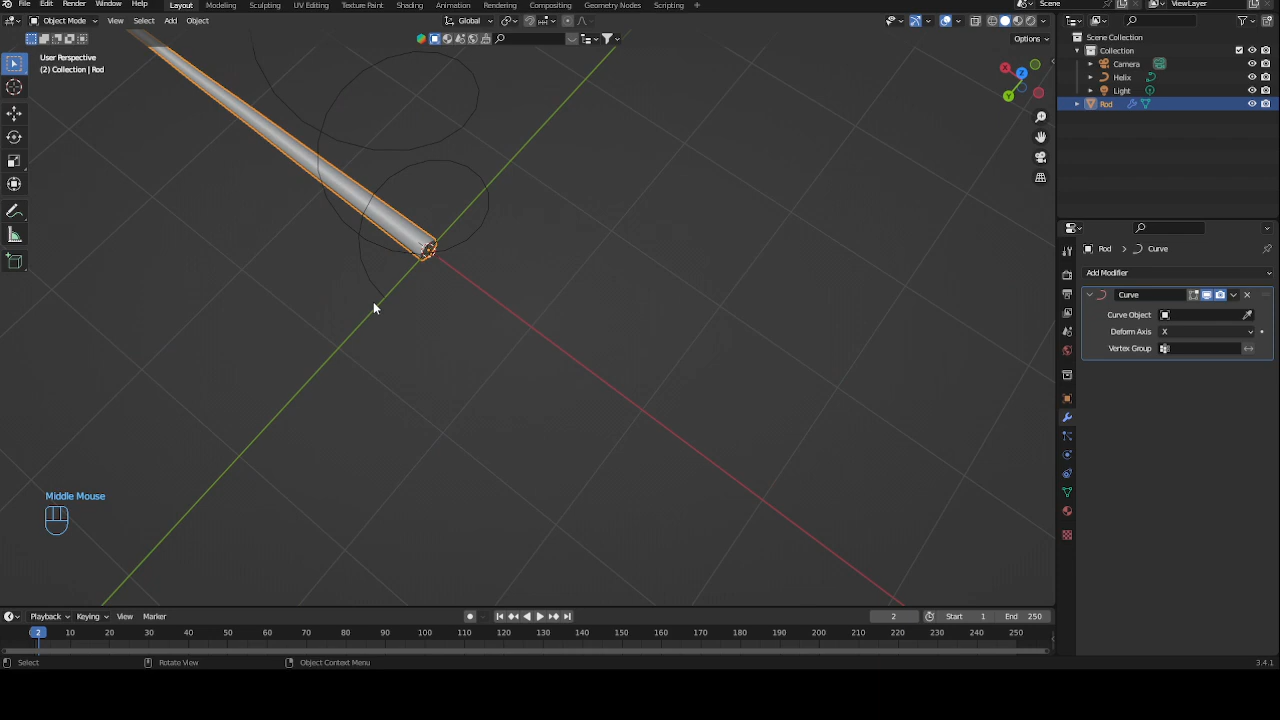 File Edit Render Window Help Layout Modeling Sculpting UV Editing Texture Paint Shading Animation Rendering Compositing Geometry Nodes Scripting + Scene ViewLayer
Object Mode View Select Add Object Global
Options
User Perspective
(2) Collection | Rod
X
Y
Z
Scene Collection
Collection
Camera
Helix
Light
Rod
Rod Curve
Add Modifier
Curve
Curve Object
Deform Axis X
Vertex Group
Middle Mouse
Playback Keying View Marker 2 Start 1 End 250
2 10 20 30 40 50 60 70 80 90 100 110 120 130 140 150 160 170 180 190 200 210 220 230 240 250
Select Rotate View Object Context Menu 3.4.1